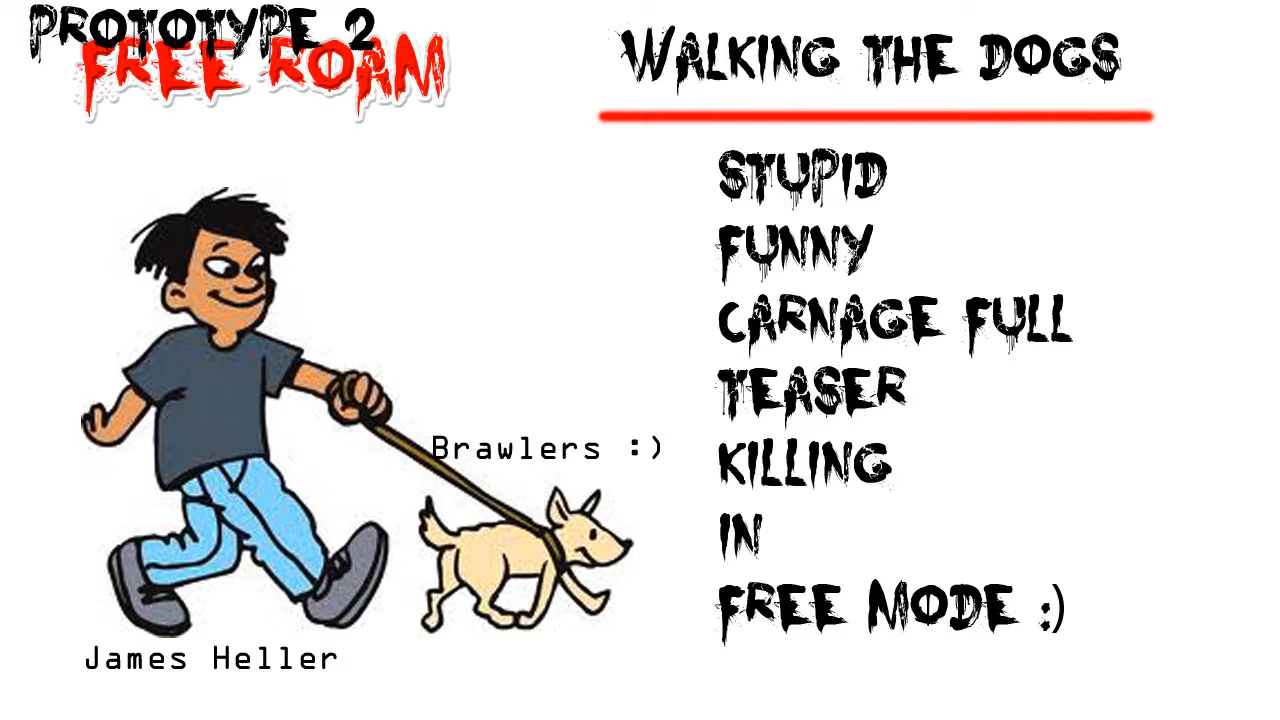 PROTOTYPE 2
FREE ROAM
WALKING THE DOGS
STUPID
FUNNY
CARNAGE FULL
TEASER
KILLING
IN
FREE MODE :)
Brawlers :)
James Heller